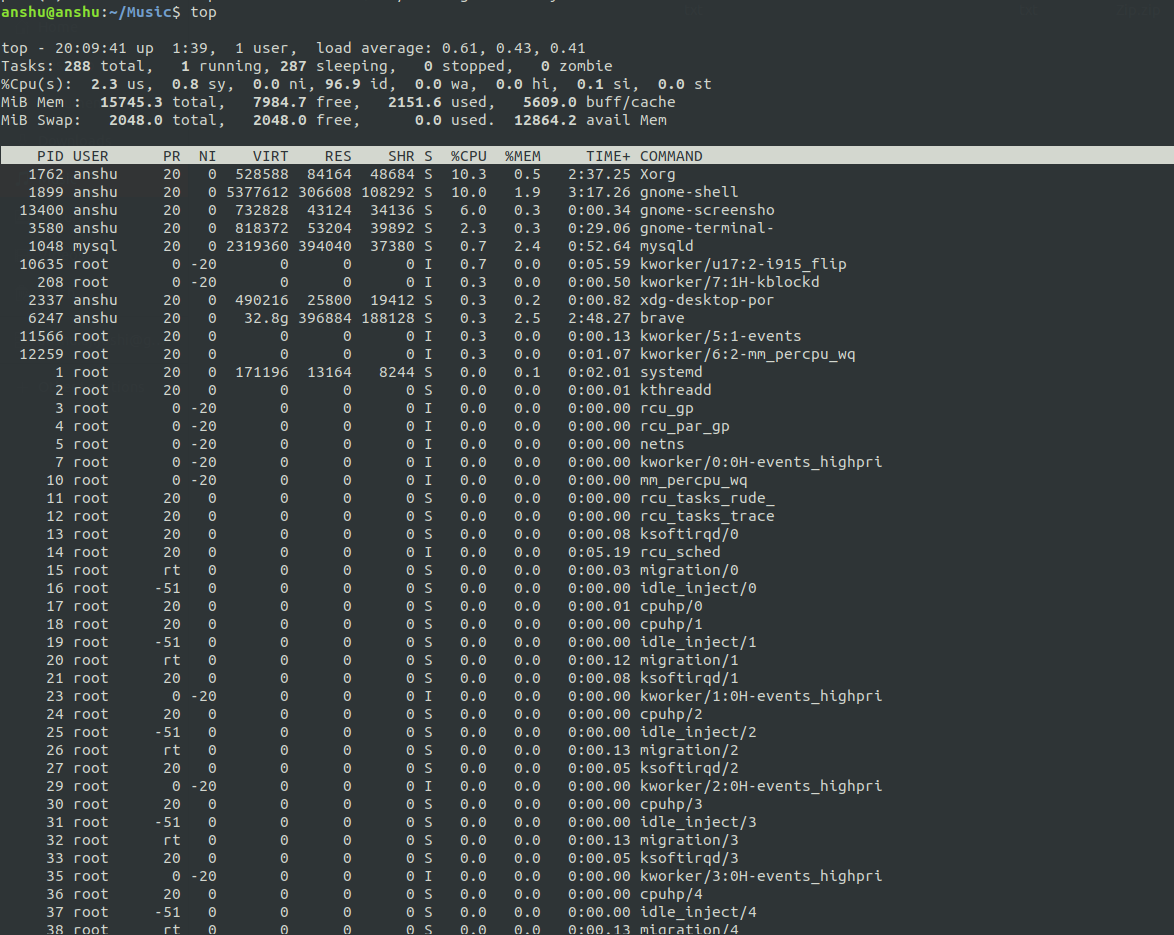 anshu@anshu:~/Music$ top
top - 20:09:41 up  1:39,  1 user,  load average: 0.61, 0.43, 0.41
Tasks: 288 total,   1 running, 287 sleeping,   0 stopped,   0 zombie
%Cpu(s):  2.3 us,  0.8 sy,  0.0 ni, 96.9 id,  0.0 wa,  0.0 hi,  0.1 si,  0.0 st
MiB Mem :  15745.3 total,   7984.7 free,   2151.6 used,   5609.0 buff/cache
MiB Swap:   2048.0 total,   2048.0 free,      0.0 used.  12864.2 avail Mem
PID USER      PR  NI    VIRT    RES    SHR S  %CPU  %MEM     TIME+ COMMAND
1762 anshu     20   0  528588  84164  48684 S  10.3   0.5   2:37.25 Xorg
1899 anshu     20   0 5377612 306608 108292 S  10.0   1.9   3:17.26 gnome-shell
13400 anshu     20   0  732828  43124  34136 S   6.0   0.3   0:00.34 gnome-screensho
3580 anshu     20   0  818372  53204  39892 S   2.3   0.3   0:29.06 gnome-terminal-
1048 mysql     20   0 2319360 394040  37380 S   0.7   2.4   0:52.64 mysqld
10635 root       0 -20       0      0      0 I   0.7   0.0   0:05.59 kworker/u17:2-i915_flip
208 root       0 -20       0      0      0 I   0.3   0.0   0:00.50 kworker/7:1H-kblockd
2337 anshu     20   0  490216  25800  19412 S   0.3   0.2   0:00.82 xdg-desktop-por
6247 anshu     20   0   32.8g 396884 188128 S   0.3   2.5   2:48.27 brave
11566 root      20   0       0      0      0 I   0.3   0.0   0:00.13 kworker/5:1-events
12259 root      20   0       0      0      0 I   0.3   0.0   0:01.07 kworker/6:2-mm_percpu_wq
1 root      20   0  171196  13164   8244 S   0.0   0.1   0:02.01 systemd
2 root      20   0       0      0      0 S   0.0   0.0   0:00.01 kthreadd
3 root       0 -20       0      0      0 I   0.0   0.0   0:00.00 rcu_gp
4 root       0 -20       0      0      0 I   0.0   0.0   0:00.00 rcu_par_gp
5 root       0 -20       0      0      0 I   0.0   0.0   0:00.00 netns
7 root       0 -20       0      0      0 I   0.0   0.0   0:00.00 kworker/0:0H-events_highpri
10 root       0 -20       0      0      0 I   0.0   0.0   0:00.00 mm_percpu_wq
11 root      20   0       0      0      0 S   0.0   0.0   0:00.00 rcu_tasks_rude_
12 root      20   0       0      0      0 S   0.0   0.0   0:00.00 rcu_tasks_trace
13 root      20   0       0      0      0 S   0.0   0.0   0:00.08 ksoftirqd/0
14 root      20   0       0      0      0 I   0.0   0.0   0:05.19 rcu_sched
15 root      rt   0       0      0      0 S   0.0   0.0   0:00.03 migration/0
16 root     -51   0       0      0      0 S   0.0   0.0   0:00.00 idle_inject/0
17 root      20   0       0      0      0 S   0.0   0.0   0:00.01 cpuhp/0
18 root      20   0       0      0      0 S   0.0   0.0   0:00.00 cpuhp/1
19 root     -51   0       0      0      0 S   0.0   0.0   0:00.00 idle_inject/1
20 root      rt   0       0      0      0 S   0.0   0.0   0:00.12 migration/1
21 root      20   0       0      0      0 S   0.0   0.0   0:00.08 ksoftirqd/1
23 root       0 -20       0      0      0 I   0.0   0.0   0:00.00 kworker/1:0H-events_highpri
24 root      20   0       0      0      0 S   0.0   0.0   0:00.00 cpuhp/2
25 root     -51   0       0      0      0 S   0.0   0.0   0:00.00 idle_inject/2
26 root      rt   0       0      0      0 S   0.0   0.0   0:00.13 migration/2
27 root      20   0       0      0      0 S   0.0   0.0   0:00.05 ksoftirqd/2
29 root       0 -20       0      0      0 I   0.0   0.0   0:00.00 kworker/2:0H-events_highpri
30 root      20   0       0      0      0 S   0.0   0.0   0:00.00 cpuhp/3
31 root     -51   0       0      0      0 S   0.0   0.0   0:00.00 idle_inject/3
32 root      rt   0       0      0      0 S   0.0   0.0   0:00.13 migration/3
33 root      20   0       0      0      0 S   0.0   0.0   0:00.05 ksoftirqd/3
35 root       0 -20       0      0      0 I   0.0   0.0   0:00.00 kworker/3:0H-events_highpri
36 root      20   0       0      0      0 S   0.0   0.0   0:00.00 cpuhp/4
37 root     -51   0       0      0      0 S   0.0   0.0   0:00.00 idle_inject/4
38 root      rt   0       0      0      0 S   0.0   0.0   0:00.13 migration/4